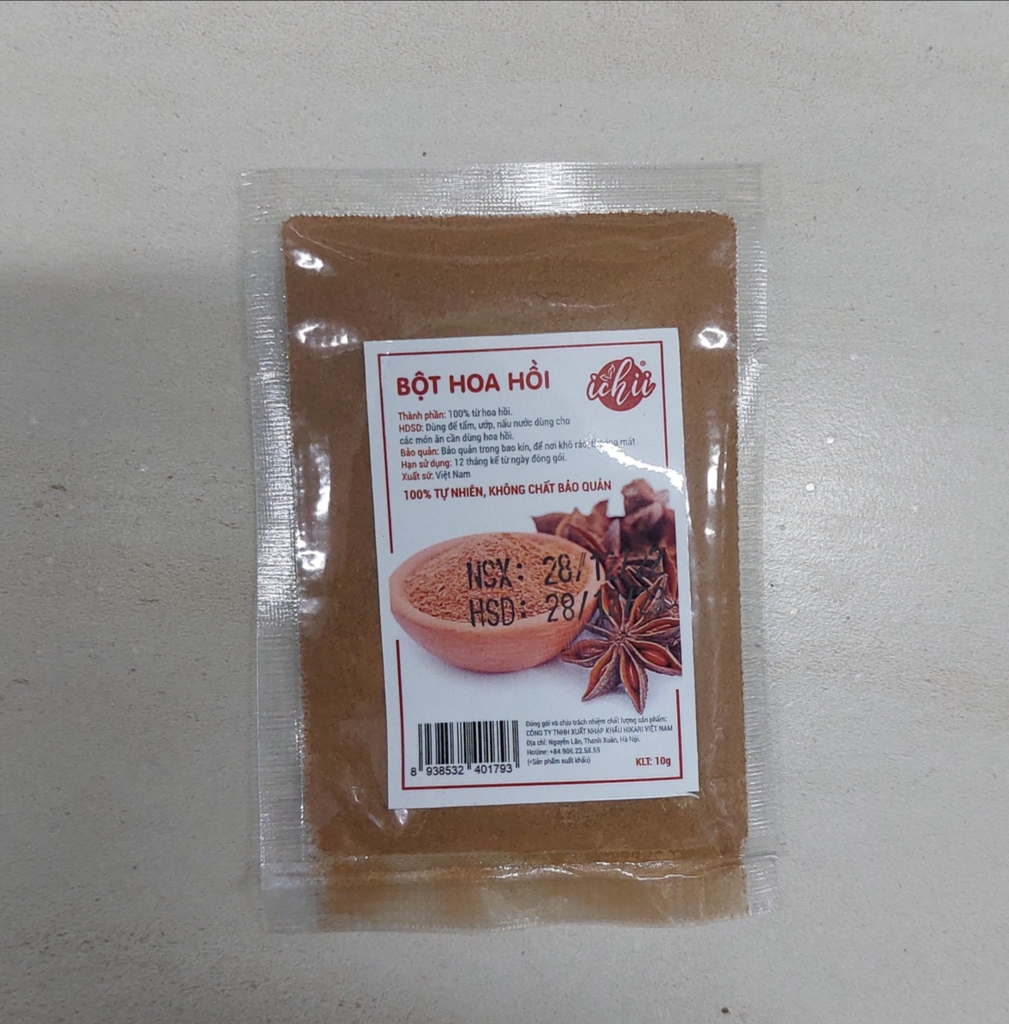 BỘT HOA HỒI
ichii
Thành phần: 100% từ hoa hồi.
HDSD: Dùng để tẩm, ướp, nấu nước dùng cho
các món ăn cần dùng hoa hồi.
Bảo quản: Bảo quản trong bao kín, để nơi khô ráo, thoáng mát.
Hạn sử dụng: 12 tháng kể từ ngày đóng gói.
Xuất sứ: Việt Nam
100% TỰ NHIÊN, KHÔNG CHẤT BẢO QUẢN
NSX: 28/1
HSD: 28/1
Đóng gói và chịu trách nhiệm chất lượng sản phẩm:
CÔNG TY TNHH XUẤT NHẬP KHẨU HIKARI VIỆT NAM
Địa chỉ: Nguyễn Lân, Thanh Xuân, Hà Nội.
Hotline: +84.906.22.58.59
(*Sản phẩm xuất khẩu)
8 938532 401793
KLT: 10g